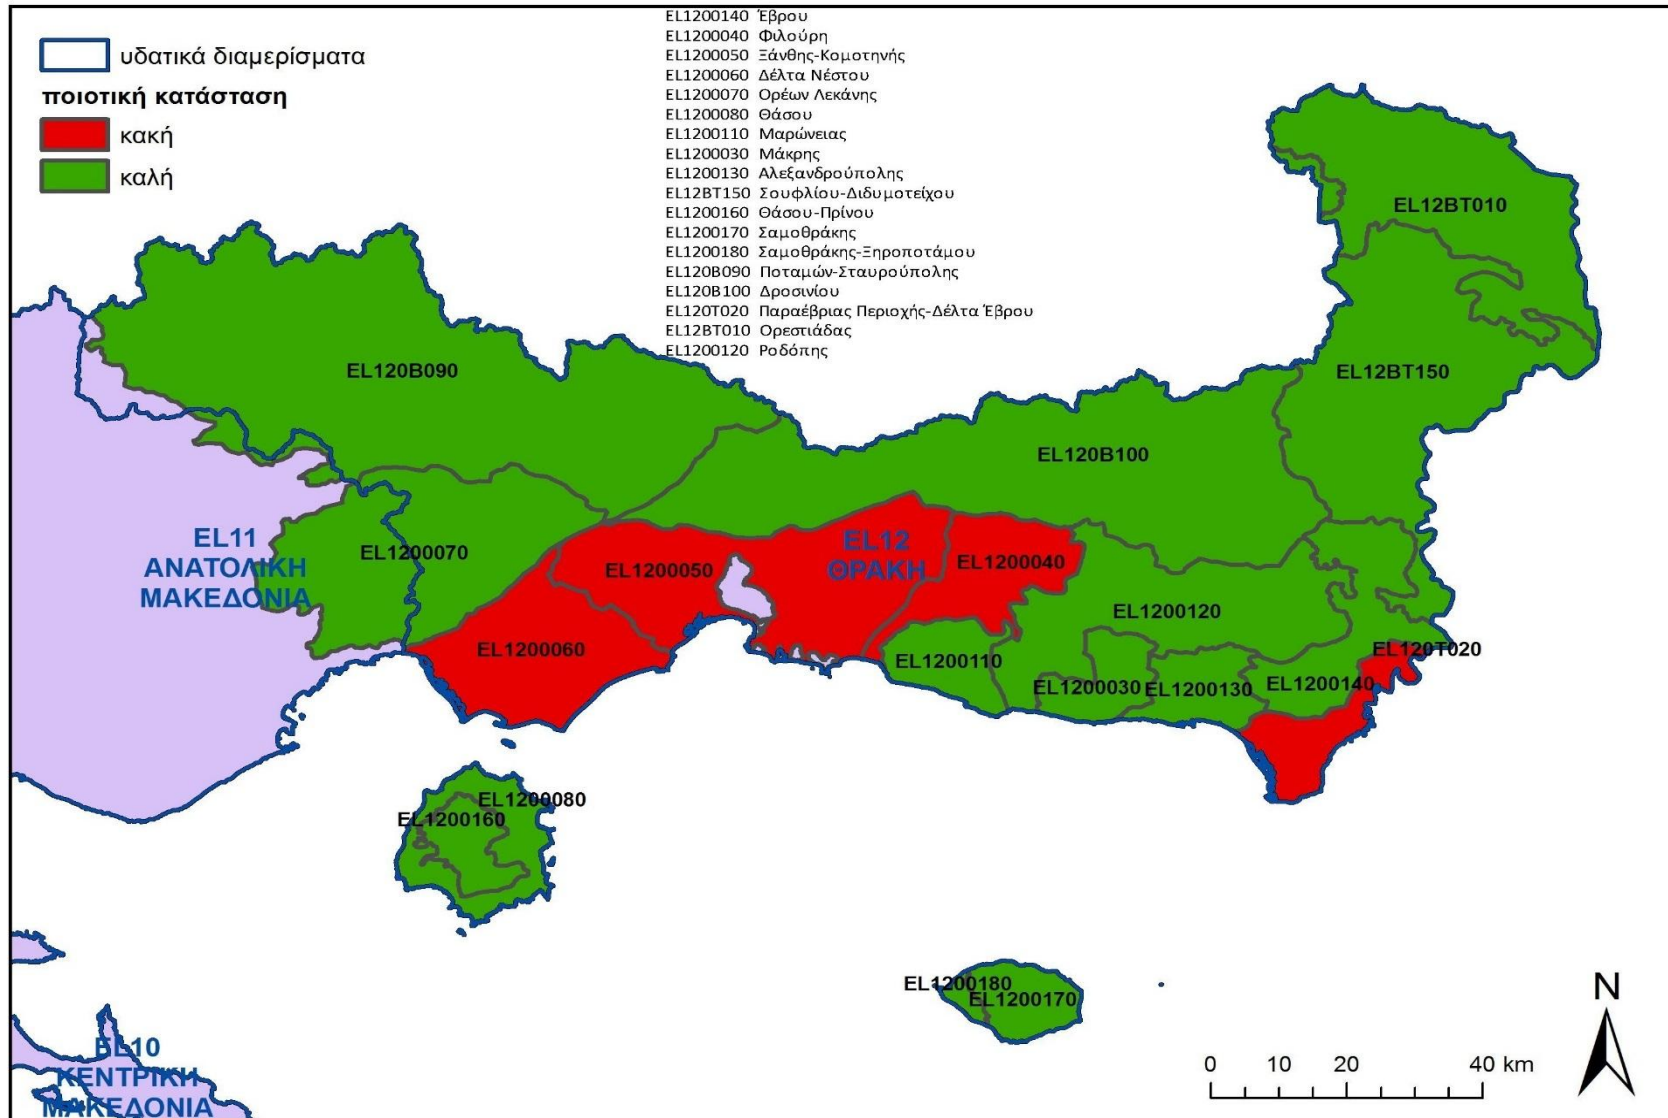 EL1200140 Έβρου
EL1200040 Φιλούρη
EL1200050 Ξάνθης-Κομοτηνής
EL1200060 Δέλτα Νέστου
EL1200070 Ορέων Λεκάνης
EL1200080 Θάσου
EL1200110 Μαρώνειας
EL1200030 Μάκρης
EL1200130 Αλεξανδρούπολης
EL12BT150 Σουφλίου-Διδυμοτείχου
EL1200160 Θάσου-Πρίνου
EL1200170 Σαμοθράκης
EL1200180 Σαμοθράκης-Ξηροποτάμου
EL120B090 Ποταμών-Σταυρούπολης
EL120B100 Δροσινίου
EL120T020 Παραέβριας Περιοχής-Δέλτα Έβρου
EL12BT010 Ορεστιάδας
EL1200120 Ροδόπης
υδατικά διαμερίσματα
ποιοτική κατάσταση
κακή
καλή
EL12BT010
EL120B090
EL12BT150
EL120B100
EL11
ΑΝΑΤΟΛΙΚΗ
ΜΑΚΕΔΟΝΙΑ
EL1200070
EL1200050
EL12
ΘΡΑΚΗ
EL1200040
EL1200120
EL1200060
EL1200110
EL120T020
EL1200030
EL1200130
EL1200140
EL1200080
EL1200160
EL1200180
EL1200170
EL10
ΚΕΝΤΡΙΚΗ
ΜΑΚΕΔΟΝΙΑ
N
0 10 20 40 km